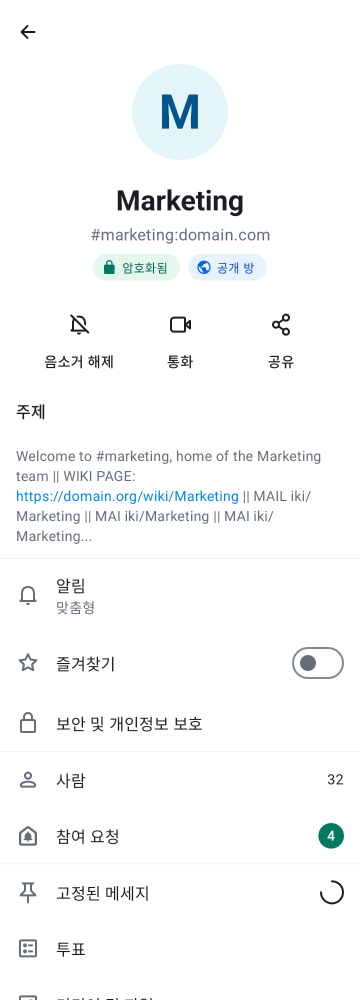 M
Marketing
#marketing:domain.com
암호화됨 공개 방
음소거 해제 통화 공유
주제
Welcome to #marketing, home of the Marketing
team || WIKI PAGE:
https://domain.org/wiki/Marketing || MAIL iki/
Marketing || MAI iki/Marketing || MAI iki/
Marketing...
알림
맞춤형
즐겨찾기
보안 및 개인정보 보호
사람 32
참여 요청 4
고정된 메세지
투표